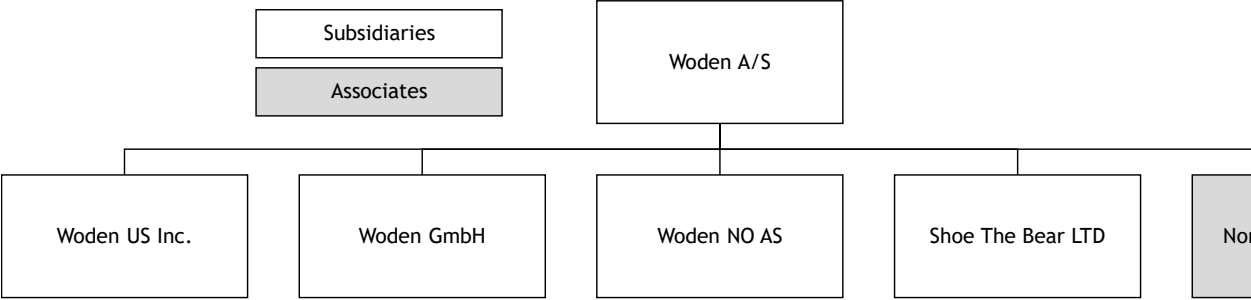 Subsidiaries
Woden A/S
Associates
Woden US Inc.
Woden GmbH
Woden NO AS
Shoe The Bear LTD